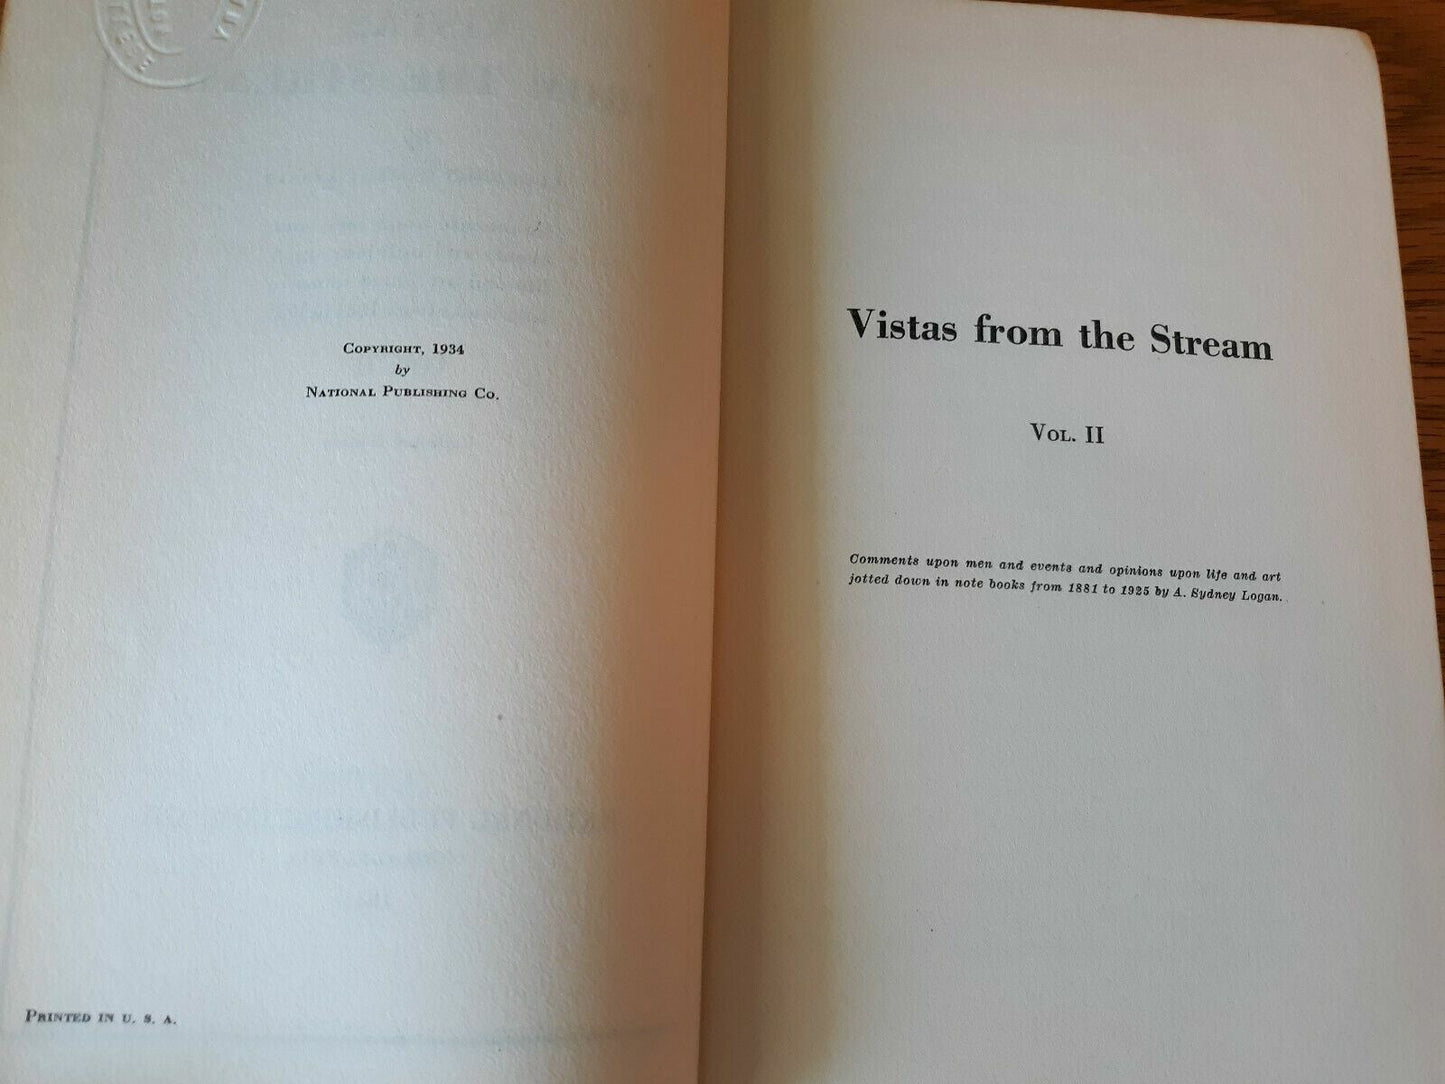 Copyright, 1934
by
National Publishing Co.
Printed in U. S. A.
Vistas from the Stream
Vol. II
Comments upon men and events and opinions upon life and art
jotted down in note books from 1881 to 1925 by A. Sydney Logan.